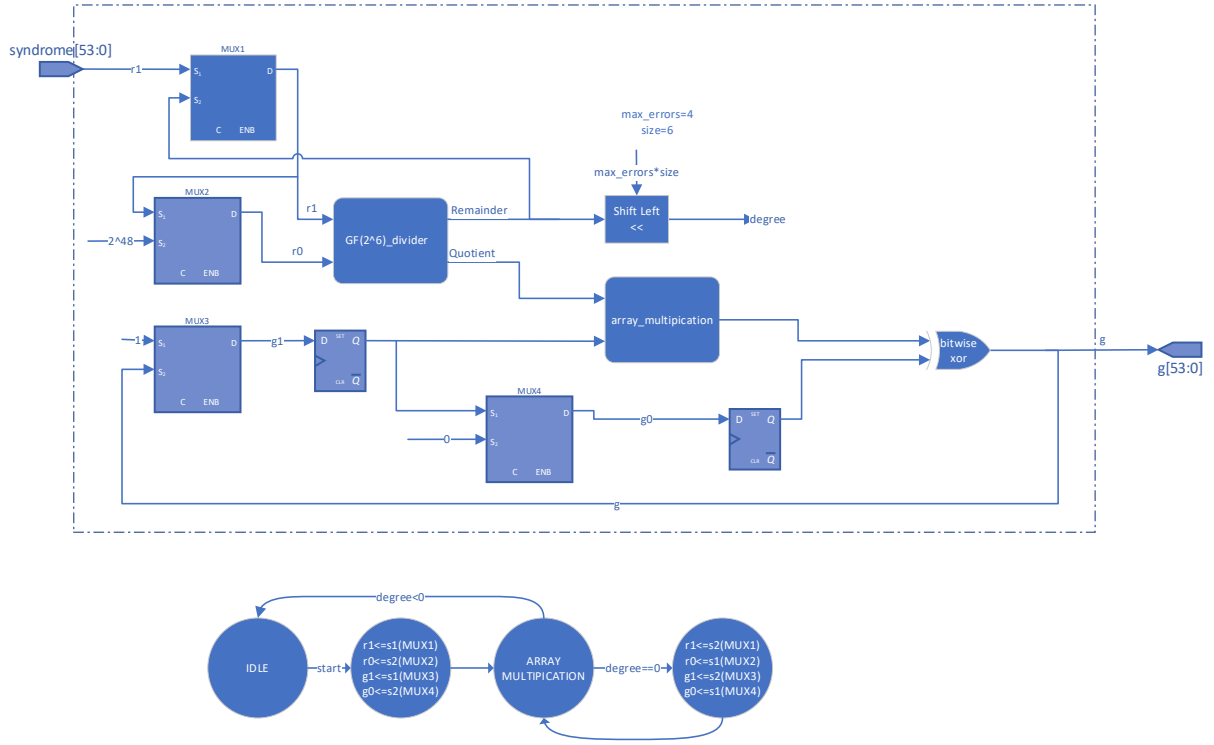 syndrome[53:0]
r1
MUX1
S1
D
S2
C ENB
max_errors=4
size=6
max_errors*size
MUX2
S1
D
2^48
S2
C ENB
r1
r0
GF(2^6)_divider
Remainder
Quotient
Shift Left
<<
degree
array_multipication
MUX3
1
S1
D
S2
C ENB
g1
D SET Q
CLR Q
MUX4
S1
D
0
S2
C ENB
g0
D SET Q
CLR Q
bitwise
xor
g
g[53:0]
g
degree<0
IDLE
start
r1<=s1(MUX1)
r0<=s2(MUX2)
g1<=s1(MUX3)
g0<=s2(MUX4)
ARRAY
MULTIPICATION
degree==0
r1<=s2(MUX1)
r0<=s1(MUX2)
g1<=s2(MUX3)
g0<=s1(MUX4)